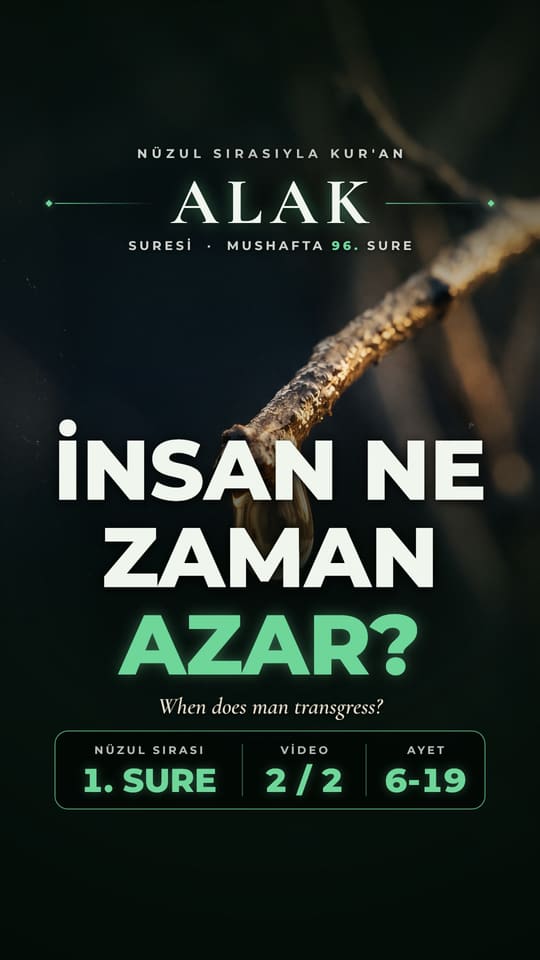 NÜZUL SIRASIYLA KUR'AN
ALAK
SURESİ · MUSHAFTA 96. SURE
İNSAN NE
ZAMAN
AZAR?
When does man transgress?
NÜZUL SIRASI
1. SURE
VİDEO
2 / 2
AYET
6-19